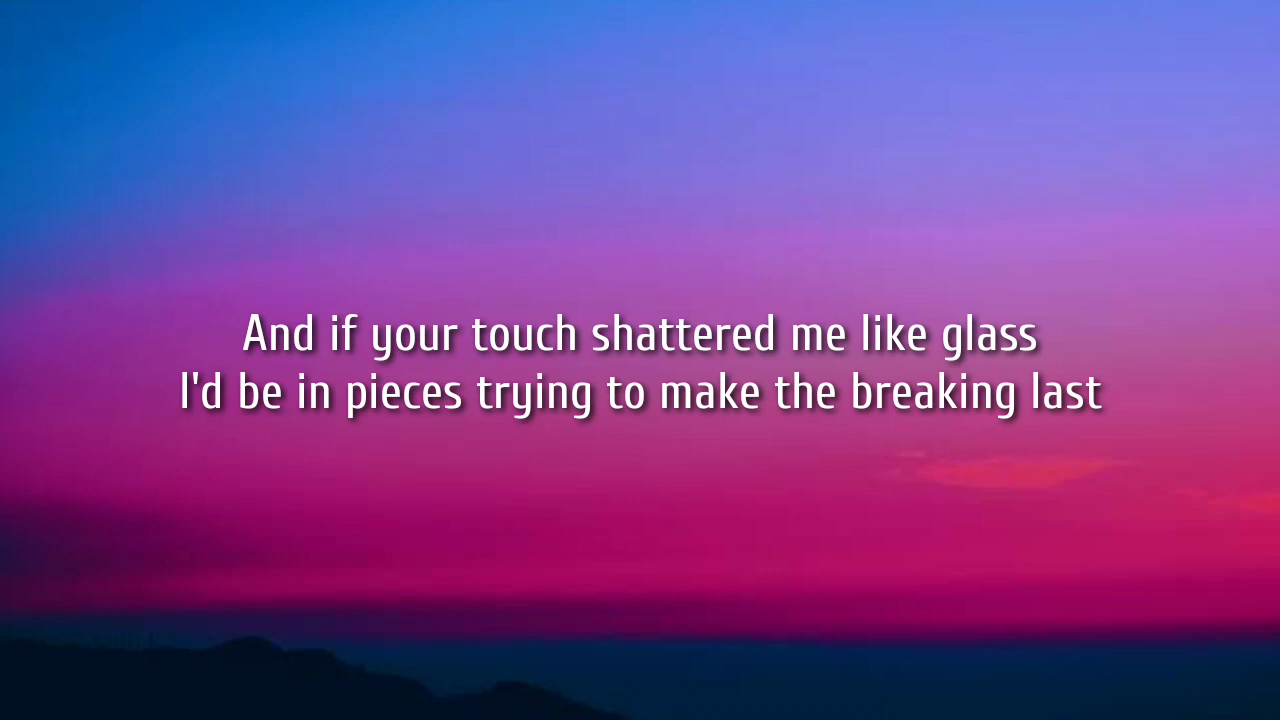 And if your touch shattered me like glass
I'd be in pieces trying to make the breaking last